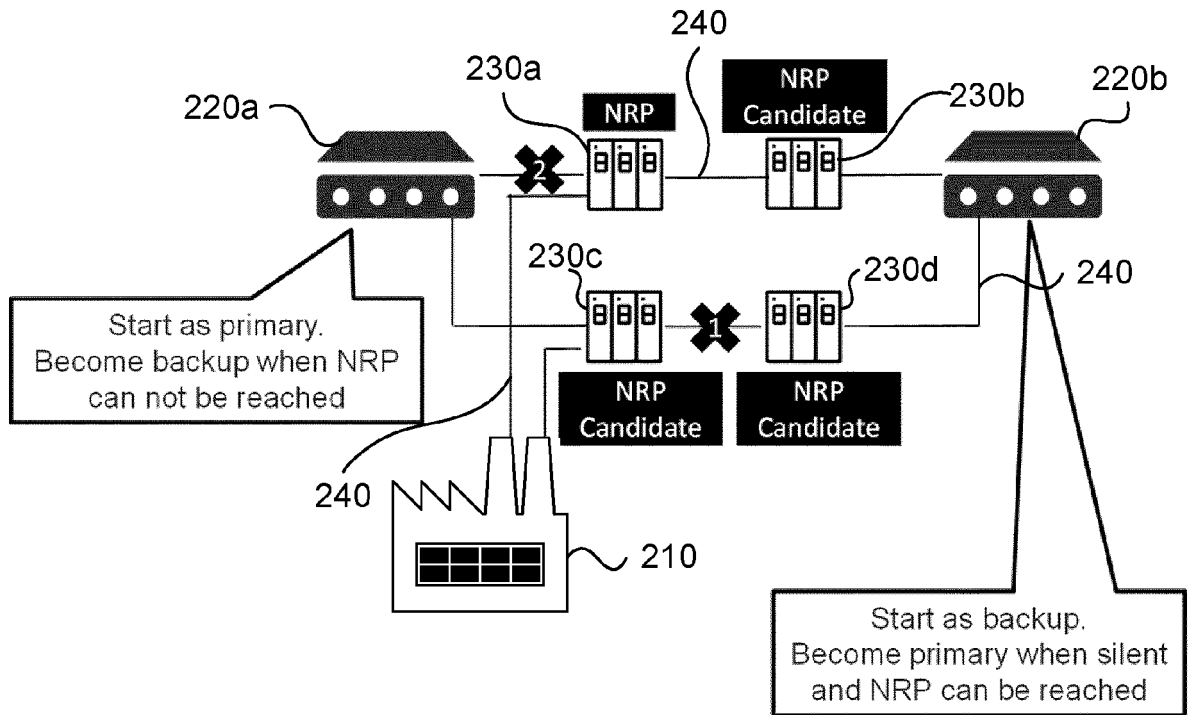 240
230a
NRP
Candidate
220b
220a
NRP
230b
2
230c
230d
240
1
Start as primary.
Become backup when NRP
can not be reached
NRP
Candidate
NRP
Candidate
240
210
Start as backup.
Become primary when silent
and NRP can be reached